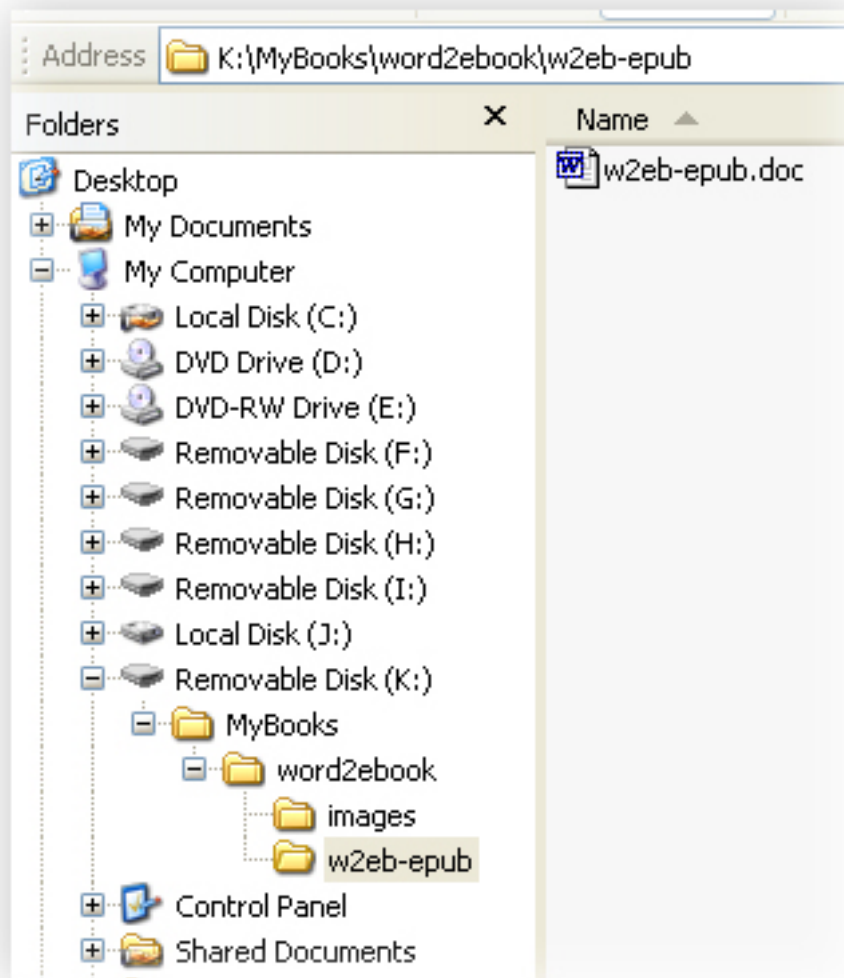 Address K:\MyBooks\word2ebook\w2eb-epub
Folders
Name
Desktop
w2eb-epub.doc
My Documents
My Computer
Local Disk (C:)
DVD Drive (D:)
DVD-RW Drive (E:)
Removable Disk (F:)
Removable Disk (G:)
Removable Disk (H:)
Removable Disk (I:)
Local Disk (J:)
Removable Disk (K:)
MyBooks
word2ebook
images
w2eb-epub
Control Panel
Shared Documents